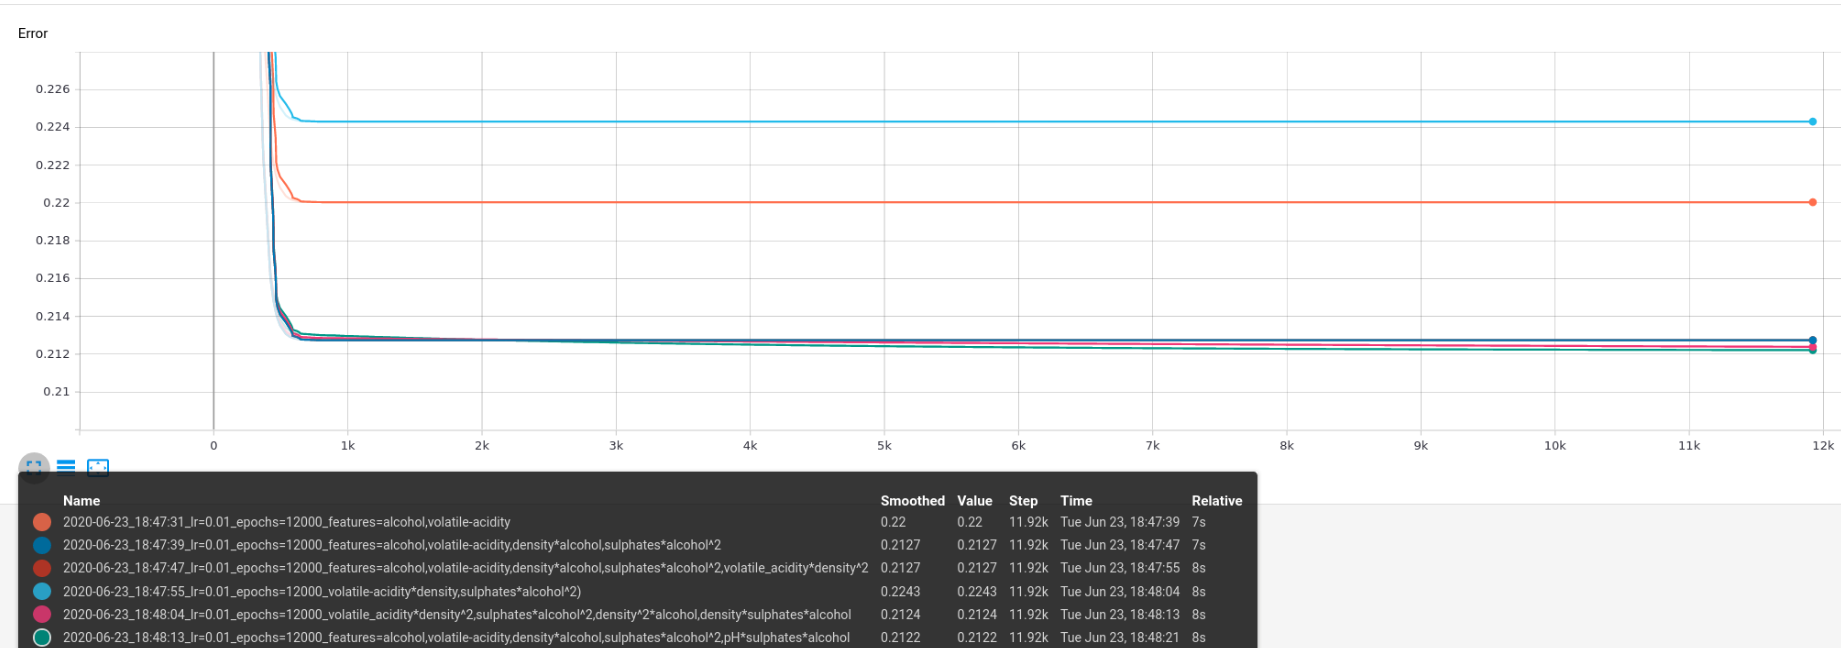 Error
0.226
0.224
0.222
0.22
0.218
0.216
0.214
0.212
0.21
0 1k 2k 3k 4k 5k 6k 7k 8k 9k 10k 11k 12k
Name Smoothed Value Step Time Relative
2020-06-23_18:47:31_lr=0.01_epochs=12000_features=alcohol,volatile-acidity 0.22 0.22 11.92k Tue Jun 23, 18:47:39 7s
2020-06-23_18:47:39_lr=0.01_epochs=12000_features=alcohol,volatile-acidity,density*alcohol,sulphates*alcohol^2 0.2127 0.2127 11.92k Tue Jun 23, 18:47:47 7s
2020-06-23_18:47:47_lr=0.01_epochs=12000_features=alcohol,volatile-acidity,density*alcohol,sulphates*alcohol^2,volatile_acidity*density^2 0.2127 0.2127 11.92k Tue Jun 23, 18:47:55 8s
2020-06-23_18:47:55_lr=0.01_epochs=12000_volatile-acidity*density,sulphates*alcohol^2) 0.2243 0.2243 11.92k Tue Jun 23, 18:48:04 8s
2020-06-23_18:48:04_lr=0.01_epochs=12000_volatile_acidity*density^2,sulphates*alcohol^2,density^2*alcohol,density*sulphates*alcohol 0.2124 0.2124 11.92k Tue Jun 23, 18:48:13 8s
2020-06-23_18:48:13_lr=0.01_epochs=12000_features=alcohol,volatile-acidity,density*alcohol,sulphates*alcohol^2,pH*sulphates*alcohol 0.2122 0.2122 11.92k Tue Jun 23, 18:48:21 8s